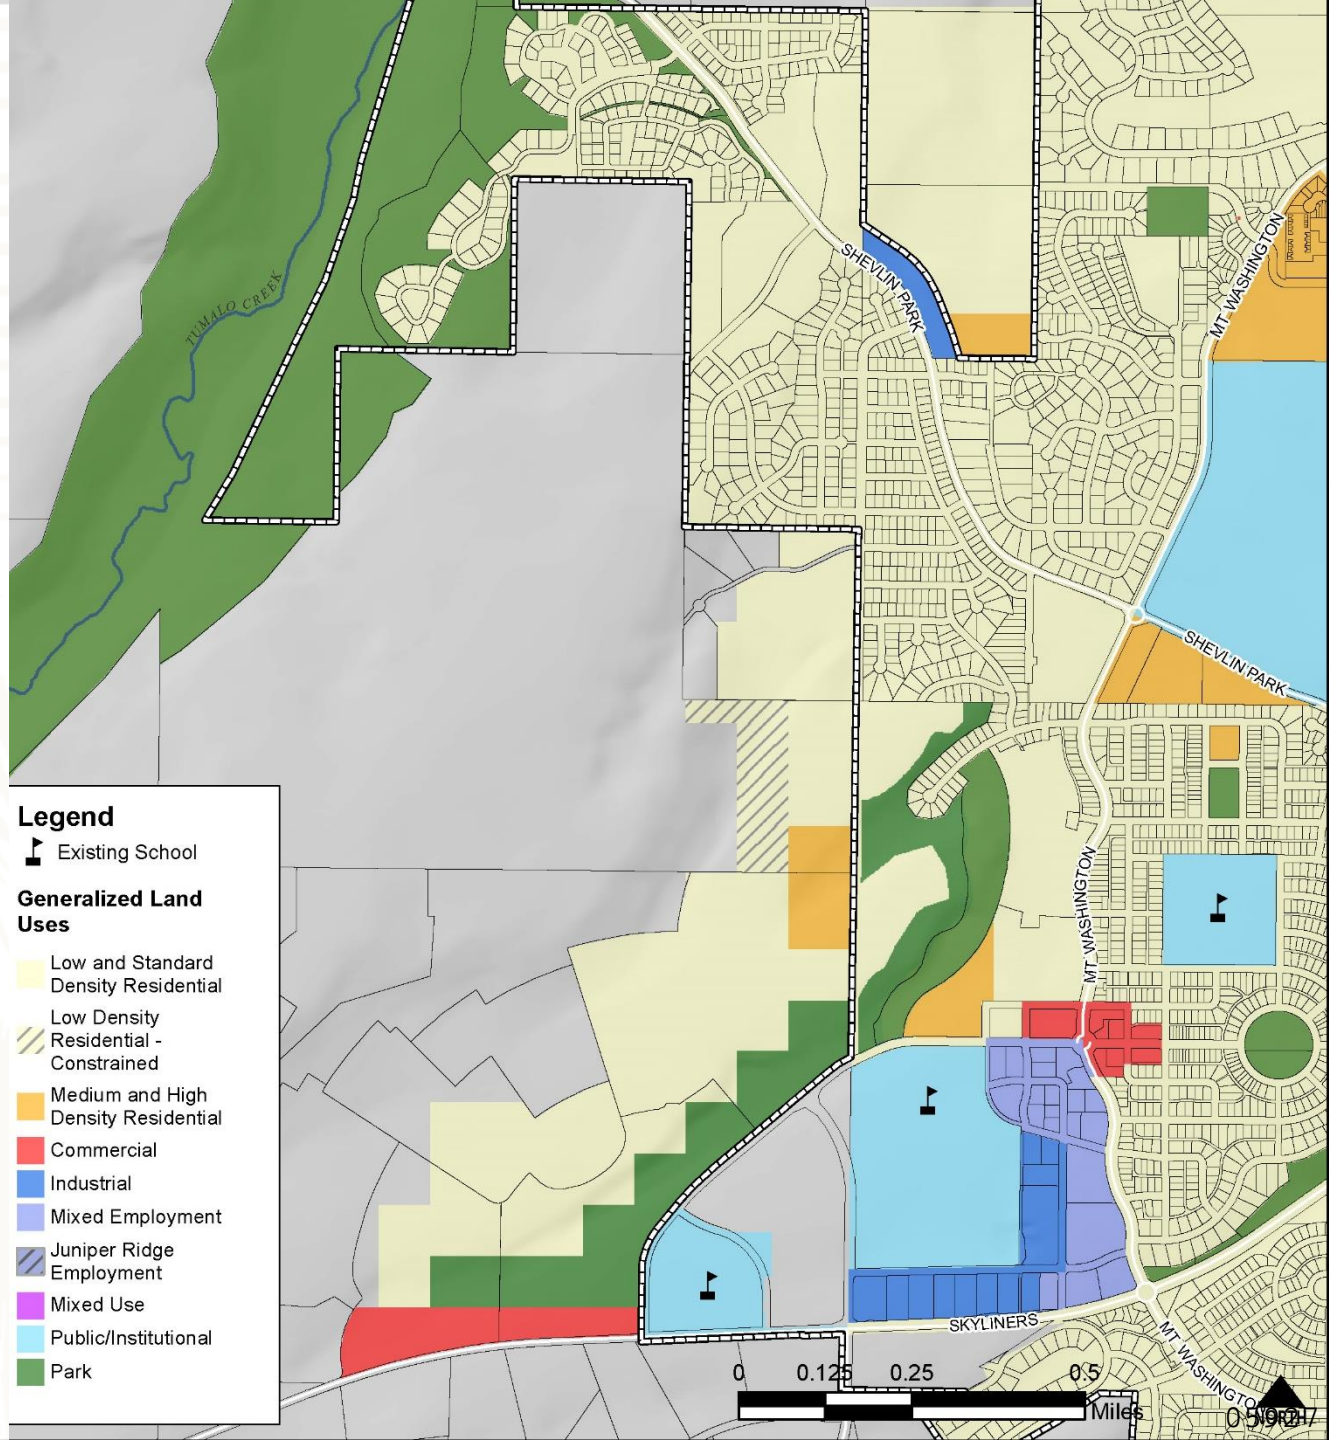 SHEVLIN PARK
MT WASHINGTON
TUMALO CREEK
SHEVLIN PARK
MT WASHINGTON
Legend
Existing School
Generalized Land
Uses
Low and Standard
Density Residential
Low Density
Residential -
Constrained
Medium and High
Density Residential
Commercial
Industrial
Mixed Employment
Juniper Ridge
Employment
Mixed Use
Public/Institutional
Park
SKYLINERS
MT WASHINGTON
0 0.125 0.25 0.5
Miles
NORTH